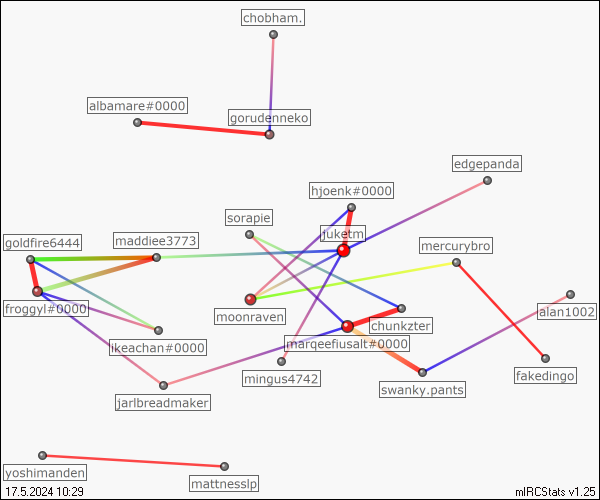 chobham.
albamare#0000
gorudenneko
edgepanda
hjoenk#0000
sorapie
juketm
goldfire6444
maddiee3773
mercurybro
froggyl#0000
moonraven
chunkzter
alan1002
ikeachan#0000
marqeefiusalt#0000
mingus4742
fakedingo
swanky.pants
jarlbreadmaker
yoshimanden
mattnesslp
17.5.2024 10:29
mIRCStats v1.25